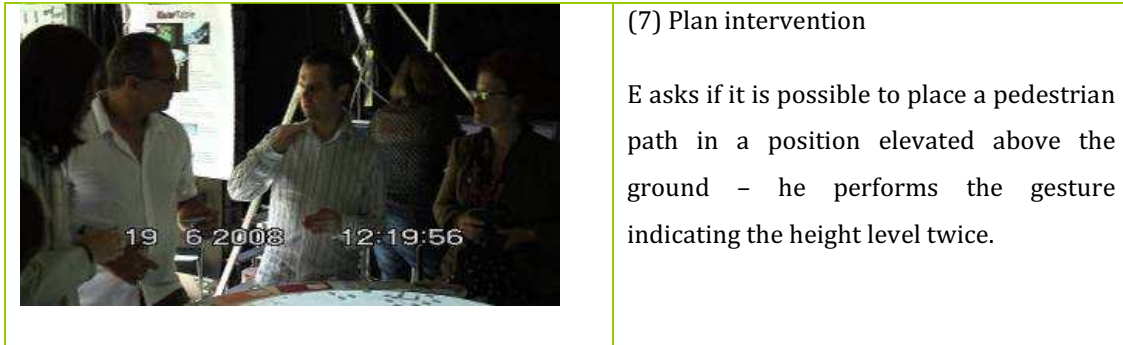 (7) Plan intervention
E asks if it is possible to place a pedestrian
path in a position elevated above the
ground – he performs the gesture
indicating the height level twice.
19 6 2008 12:19:56